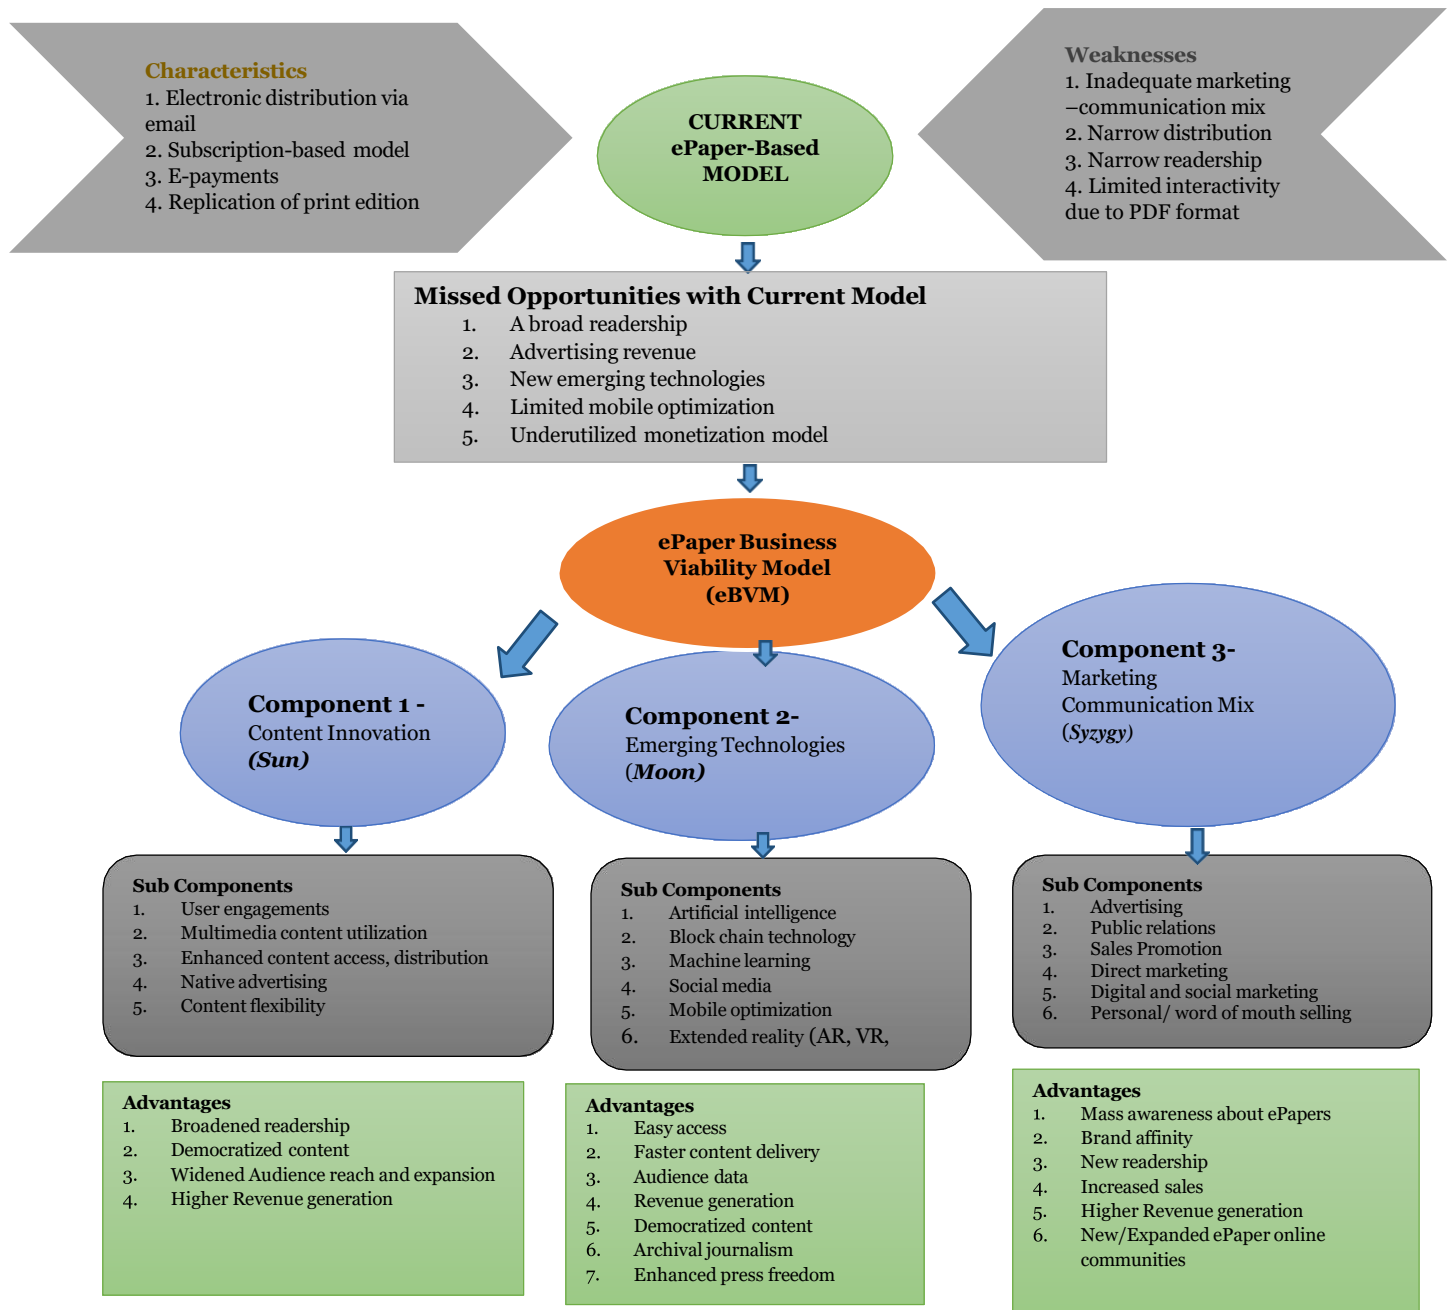 Characteristics
1. Electronic distribution via
email
2. Subscription-based model
3. E-payments
4. Replication of print edition
CURRENT
ePaper-Based
MODEL
Weaknesses
1. Inadequate marketing
–communication mix
2. Narrow distribution
3. Narrow readership
4. Limited interactivity
due to PDF format
Missed Opportunities with Current Model
1. A broad readership
2. Advertising revenue
3. New emerging technologies
4. Limited mobile optimization
5. Underutilized monetization model
ePaper Business
Viability Model
(eBVM)
Component 1 -
Content Innovation
(Sun)
Component 2-
Emerging Technologies
(Moon)
Component 3-
Marketing
Communication Mix
(Syzygy)
Sub Components
1. User engagements
2. Multimedia content utilization
3. Enhanced content access, distribution
4. Native advertising
5. Content flexibility
Sub Components
1. Artificial intelligence
2. Block chain technology
3. Machine learning
4. Social media
5. Mobile optimization
6. Extended reality (AR, VR,
Sub Components
1. Advertising
2. Public relations
3. Sales Promotion
4. Direct marketing
5. Digital and social marketing
6. Personal/ word of mouth selling
Advantages
1. Broadened readership
2. Democratized content
3. Widened Audience reach and expansion
4. Higher Revenue generation
Advantages
1. Easy access
2. Faster content delivery
3. Audience data
4. Revenue generation
5. Democratized content
6. Archival journalism
7. Enhanced press freedom
Advantages
1. Mass awareness about ePapers
2. Brand affinity
3. New readership
4. Increased sales
5. Higher Revenue generation
6. New/Expanded ePaper online
communities